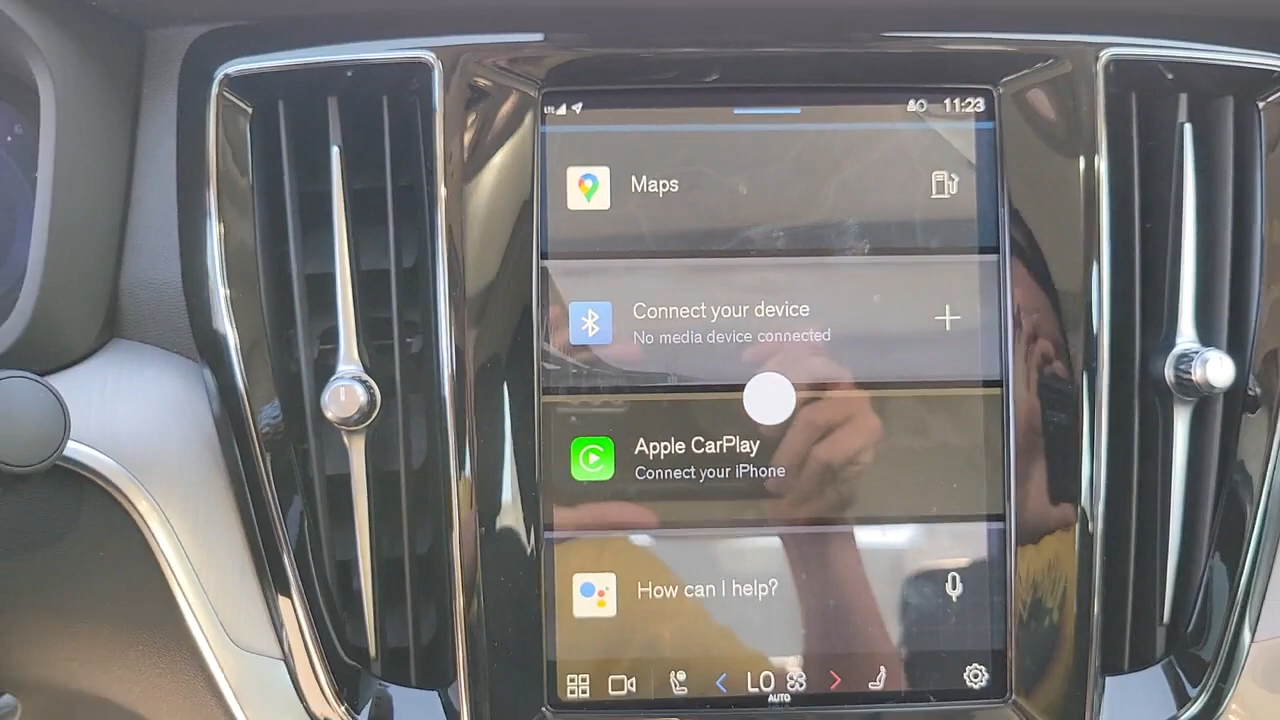 LTE
11:23
Maps
Connect your device
No media device connected
Apple CarPlay
Connect your iPhone
How can I help?
LO
AUTO